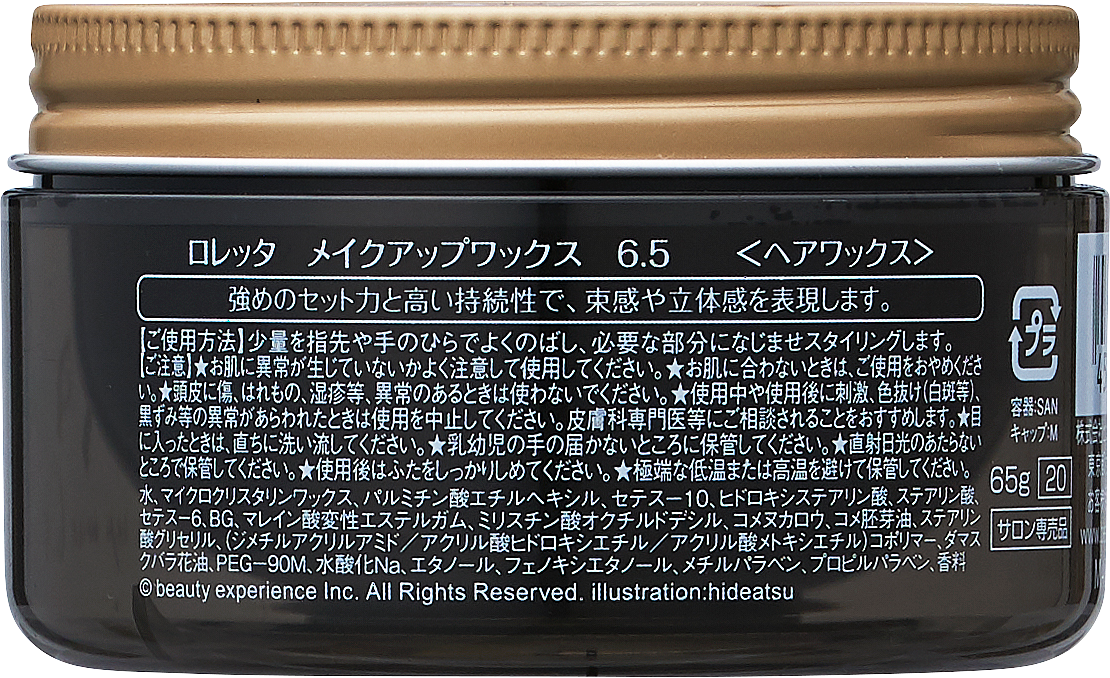 ロレッタ メイクアップワックス 6.5 <ヘアワックス>
強めのセット力と高い持続性で、束感や立体感を表現します。
【ご使用方法】少量を指先や手のひらでよくのばし、必要な部分になじませスタイリングします。
【ご注意】★お肌に異常が生じていないかよく注意して使用してください。★お肌に合わないときは、ご使用をおやめくださ
い。★頭皮に傷、はれもの、湿疹等、異常のあるときは使わないでください。★使用中や使用後に刺激、色抜け(白斑等)、
黒ずみ等の異常があらわれたときは使用を中止してください。皮膚科専門医等にご相談されることをおすすめします。★目
に入ったときは、直ちに洗い流してください。★乳幼児の手の届かないところに保管してください。★直射日光のあたらない
ところで保管してください。★使用後はふたをしっかりしめてください。★極端な低温または高温を避けて保管してください。
水、マイクロクリスタリンワックス、パルミチン酸エチルヘキシル、セテス-10、ヒドロキシステアリン酸、ステアリン酸、
セテス-6、BG、マレイン酸変性エステルガム、ミリスチン酸オクチルドデシル、コメヌカロウ、コメ胚芽油、ステアリン
酸グリセリル、(ジメチルアクリルアミド/アクリル酸ヒドロキシエチル/アクリル酸メトキシエチル)コポリマー、ダマス
クバラ花油、PEG-90M、水酸化Na、エタノール、フェノキシエタノール、メチルパラベン、プロピルパラベン、香料
©beauty experience Inc. All Rights Reserved. illustration:hideatsu
プラ
容器:SAN
キャップ:M
65g 20
サロン専売品
株式会社